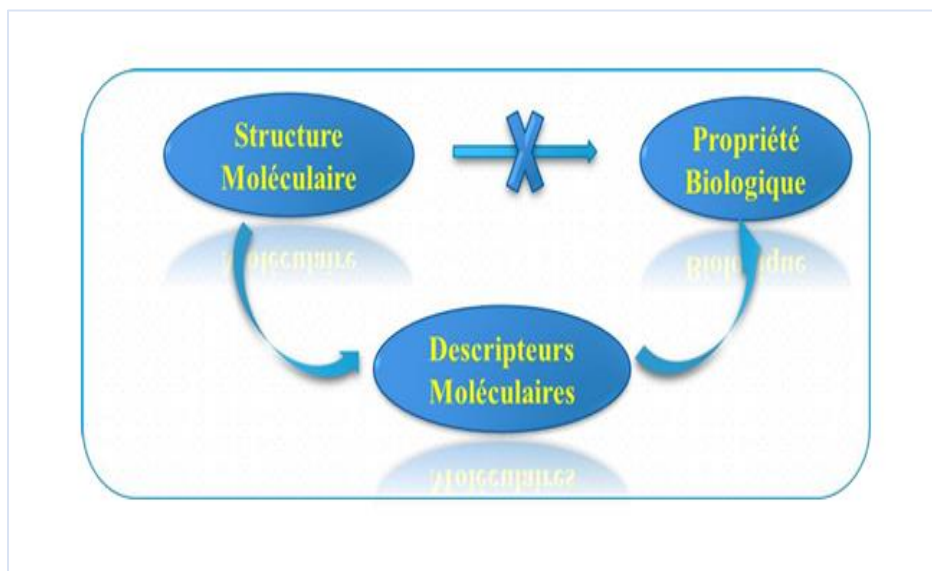 Structure
Moléculaire
Propriété
Biologique
Descripteurs
Moléculaires